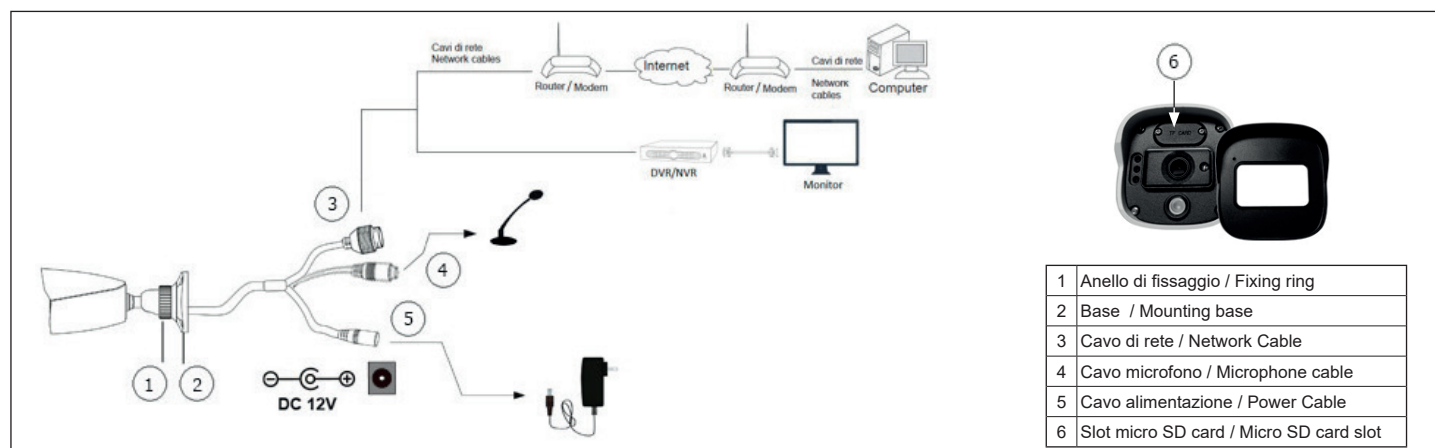 Cavi di rete
Network cables
Router / Modem
Internet
Router / Modem
Cavi di rete
Network
cables
Computer
DVR/NVR
Monitor
3
4
5
1
2
DC 12V
6
TF CARD
1 Anello di fissaggio / Fixing ring
2 Base / Mounting base
3 Cavo di rete / Network Cable
4 Cavo microfono / Microphone cable
5 Cavo alimentazione / Power Cable
6 Slot micro SD card / Micro SD card slot